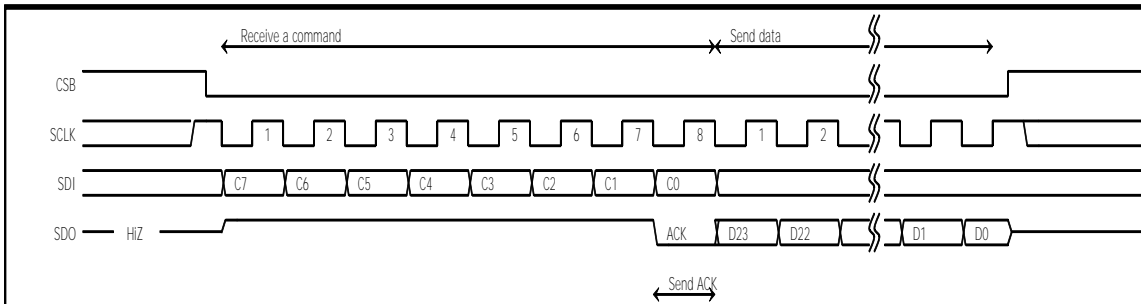 Receive a command Send data
CSB
SCLK 1 2 3 4 5 6 7 8 1 2
SDI C7 C6 C5 C4 C3 C2 C1 C0
SDO HiZ ACK D23 D22 D1 D0
Send ACK